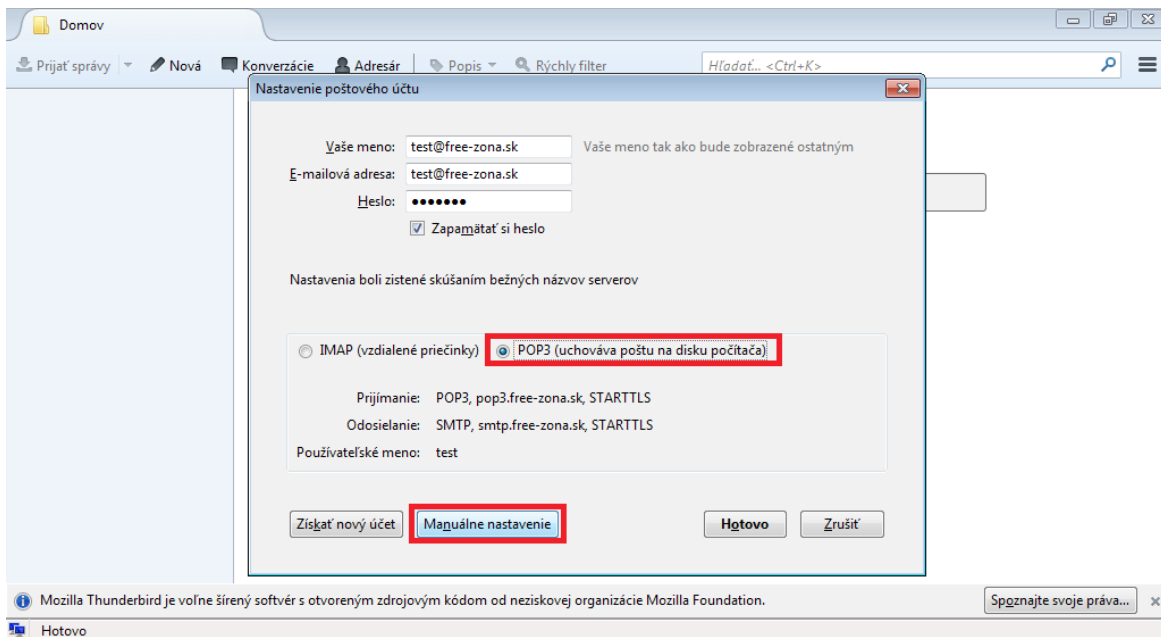 Domov
Prijať správy Nová Konverzácie Adresár Popis Rýchly filter Hľadať... <Ctrl+K>
Nastavenie poštového účtu
Vaše meno: test@free-zona.sk Vaše meno tak ako bude zobrazené ostatným
E-mailová adresa: test@free-zona.sk
Heslo: •••••••
Zapamätať si heslo
Nastavenia boli zistené skúšaním bežných názvov serverov
IMAP (vzdialené priečinky) POP3 (uchováva poštu na disku počítača)
Prijímanie: POP3, pop3.free-zona.sk, STARTTLS
Odosielanie: SMTP, smtp.free-zona.sk, STARTTLS
Používateľské meno: test
Získať nový účet Manuálne nastavenie Hotovo Zrušiť
Mozilla Thunderbird je voľne šírený softvér s otvoreným zdrojovým kódom od neziskovej organizácie Mozilla Foundation. Spoznajte svoje práva...
Hotovo